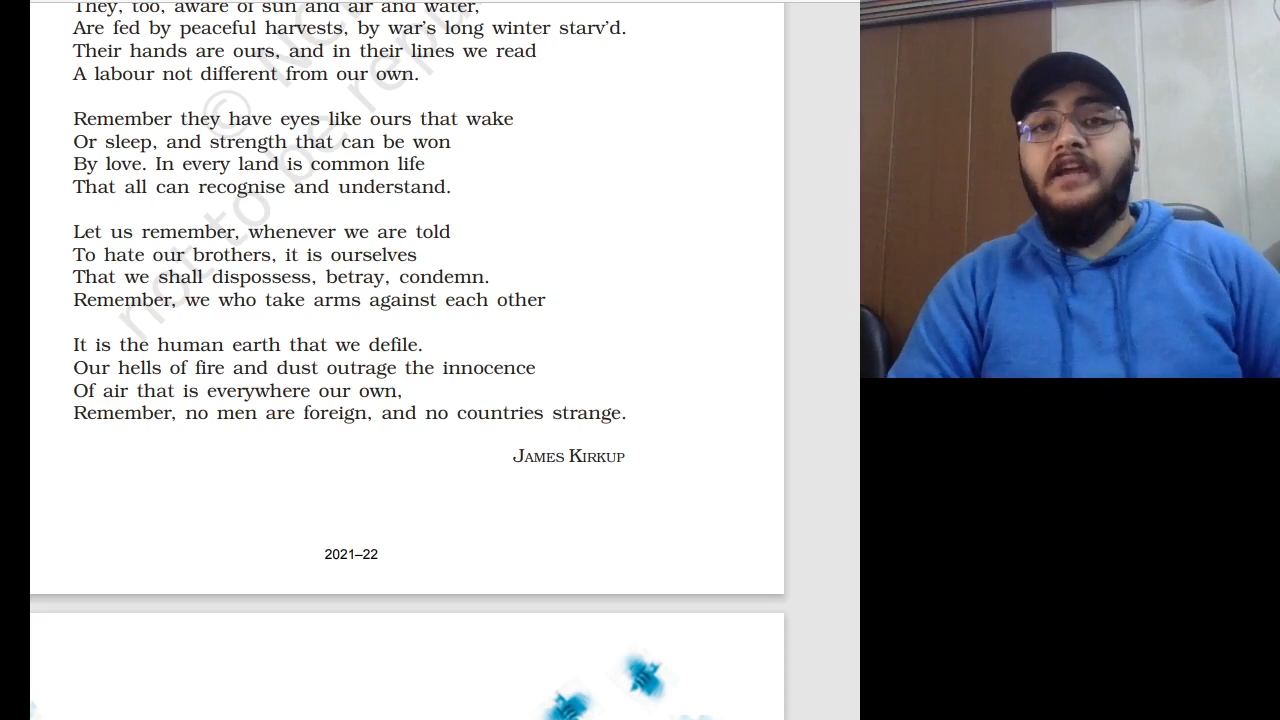 They, too, aware of sun and air and water,
Are fed by peaceful harvests, by war's long winter starv'd.
Their hands are ours, and in their lines we read
A labour not different from our own.
Remember they have eyes like ours that wake
Or sleep, and strength that can be won
By love. In every land is common life
That all can recognise and understand.
Let us remember, whenever we are told
To hate our brothers, it is ourselves
That we shall dispossess, betray, condemn.
Remember, we who take arms against each other
It is the human earth that we defile.
Our hells of fire and dust outrage the innocence
Of air that is everywhere our own,
Remember, no men are foreign, and no countries strange.
JAMES KIRKUP
2021–22
© NC
not to be repu